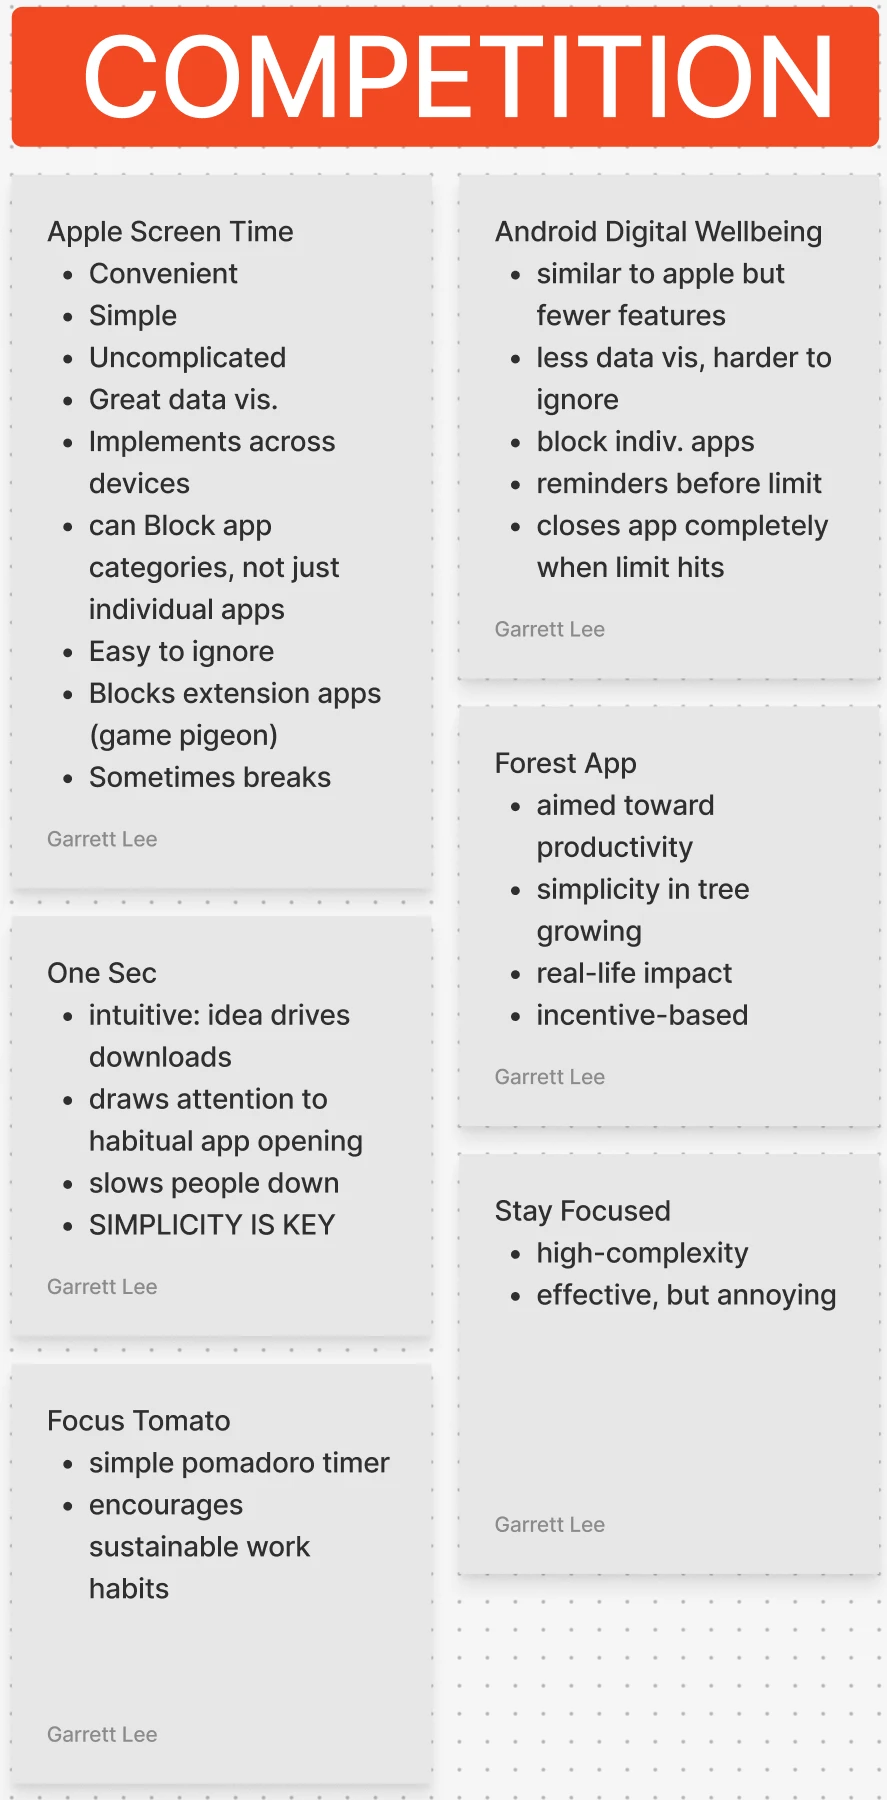 COMPETITION
Apple Screen Time
• Convenient
• Simple
• Uncomplicated
• Great data vis.
• Implements across
devices
• can Block app
categories, not just
individual apps
• Easy to ignore
• Blocks extension apps
(game pigeon)
• Sometimes breaks
Garrett Lee
One Sec
• intuitive: idea drives
downloads
• draws attention to
habitual app opening
• slows people down
• SIMPLICITY IS KEY
Garrett Lee
Focus Tomato
• simple pomadoro timer
• encourages
sustainable work
habits
Garrett Lee
Android Digital Wellbeing
• similar to apple but
fewer features
• less data vis, harder to
ignore
• block indiv. apps
• reminders before limit
• closes app completely
when limit hits
Garrett Lee
Forest App
• aimed toward
productivity
• simplicity in tree
growing
• real-life impact
• incentive-based
Garrett Lee
Stay Focused
• high-complexity
• effective, but annoying
Garrett Lee